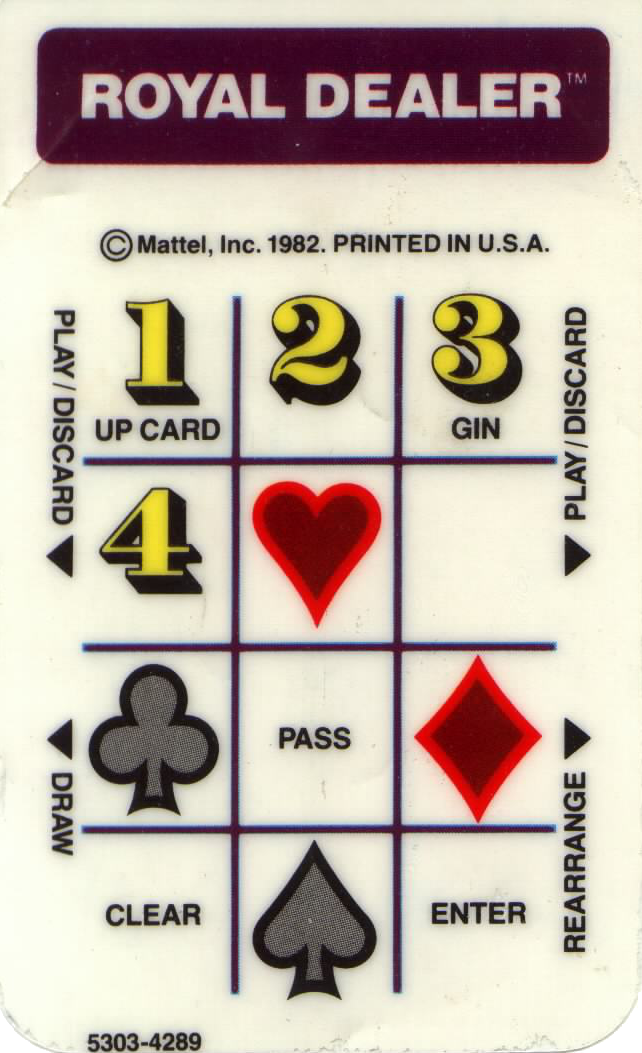 ROYAL DEALER™
©Mattel, Inc. 1982. PRINTED IN U.S.A.
PLAY/DISCARD
1 2 3
UP CARD GIN
PLAY/DISCARD
4
PASS
DRAW
REARRANGE
CLEAR ENTER
5303-4289